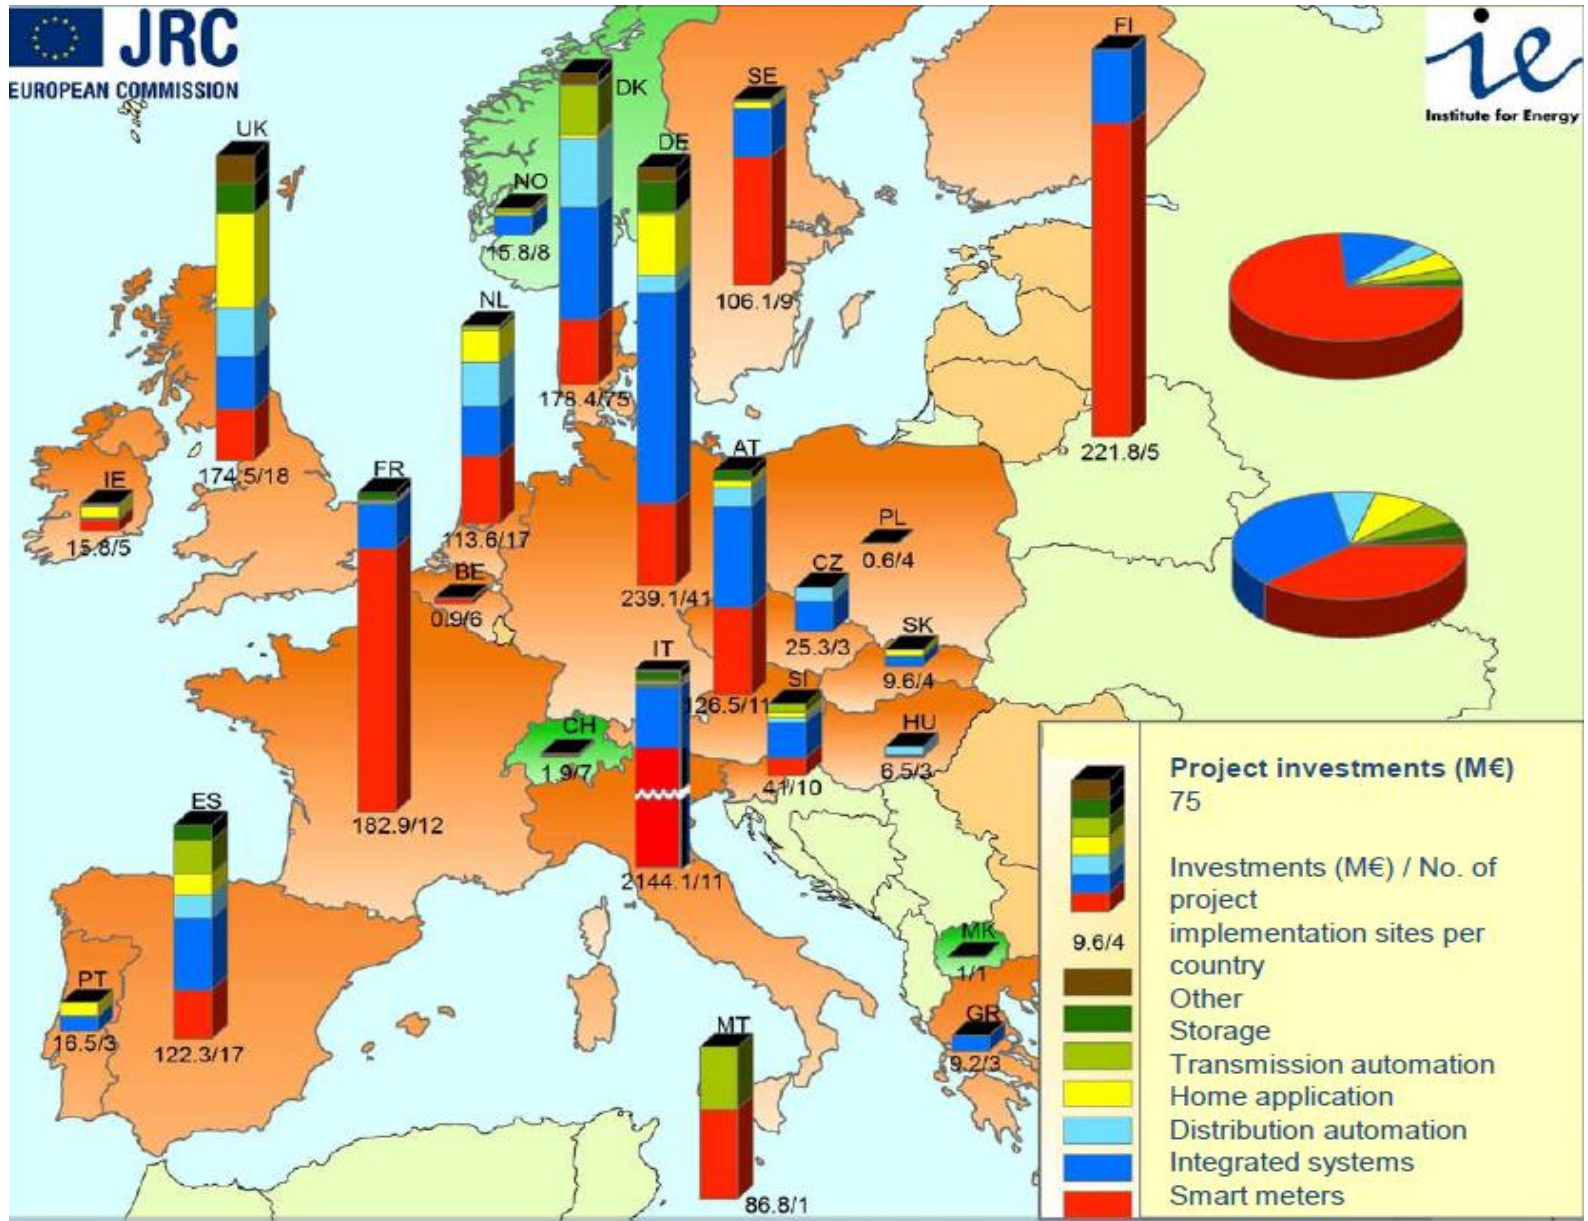 JRC
EUROPEAN COMMISSION
ie
Institute for Energy
FI
221.8/5
SE
106.1/9
DK
178.4/75
UK
174.5/18
NO
15.8/8
DE
239.1/41
NL
113.6/17
IE
15.8/5
FR
182.9/12
AT
126.5/11
BE
0.9/6
PL
0.6/4
CZ
25.3/3
SK
9.6/4
IT
2144.1/11
SI
41/10
HU
6.5/3
CH
1.9/7
ES
122.3/17
PT
16.5/3
MK
1/1
GR
9.2/3
MT
86.8/1
Project investments (M€)
75
Investments (M€) / No. of
project
implementation sites per
country
9.6/4
Other
Storage
Transmission automation
Home application
Distribution automation
Integrated systems
Smart meters